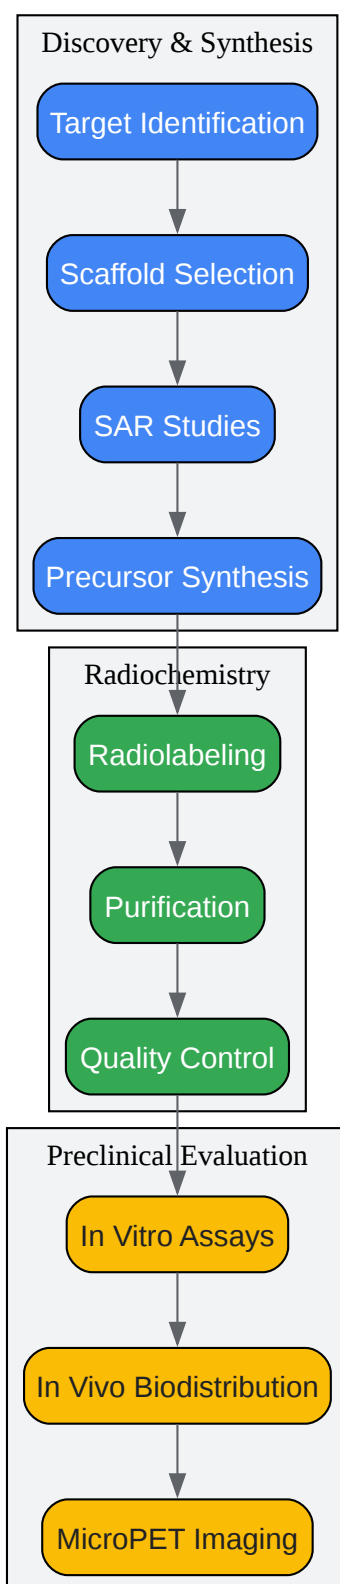 Discovery & Synthesis
Target Identification
Scaffold Selection
SAR Studies
Precursor Synthesis
Radiochemistry
Radiolabeling
Purification
Quality Control
Preclinical Evaluation
In Vitro Assays
In Vivo Biodistribution
MicroPET Imaging